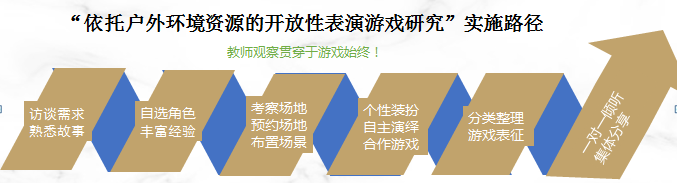 “依托户外环境资源的开放性表演游戏研究”实施路径
教师观察贯穿于游戏始终！
访谈需求
熟悉故事
自选角色
丰富经验
考察场地
预约场地
布置场景
个性装扮
自主演绎
合作游戏
分类整理
游戏表征
一对一倾听
集体分享